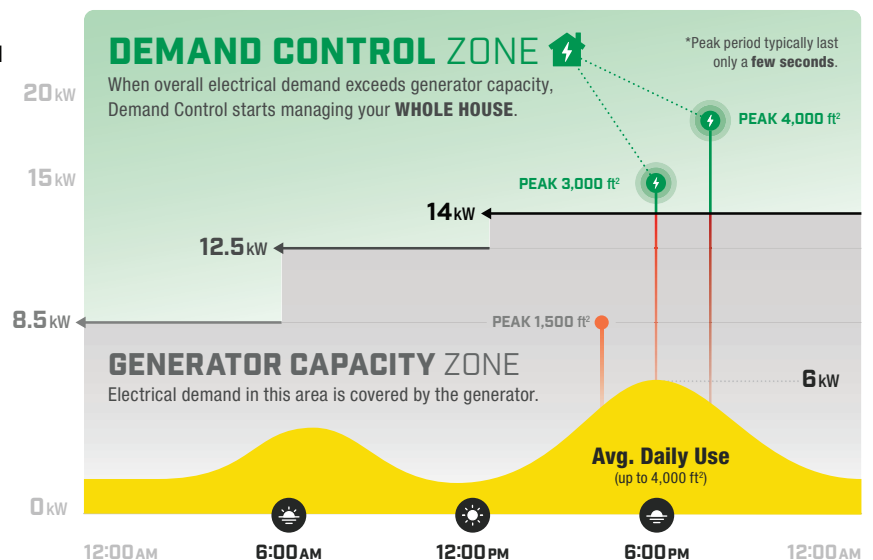 DEMAND CONTROL ZONE
When overall electrical demand exceeds generator capacity,
Demand Control starts managing your WHOLE HOUSE.
*Peak period typically last
only a few seconds.
20kW
PEAK 4,000 ft²
15kW
PEAK 3,000 ft²
14kW
12.5kW
8.5kW
PEAK 1,500 ft²
GENERATOR CAPACITY ZONE
Electrical demand in this area is covered by the generator.
6kW
Avg. Daily Use
(up to 4,000 ft²)
0kW
12:00AM
6:00AM
12:00PM
6:00PM
12:00AM